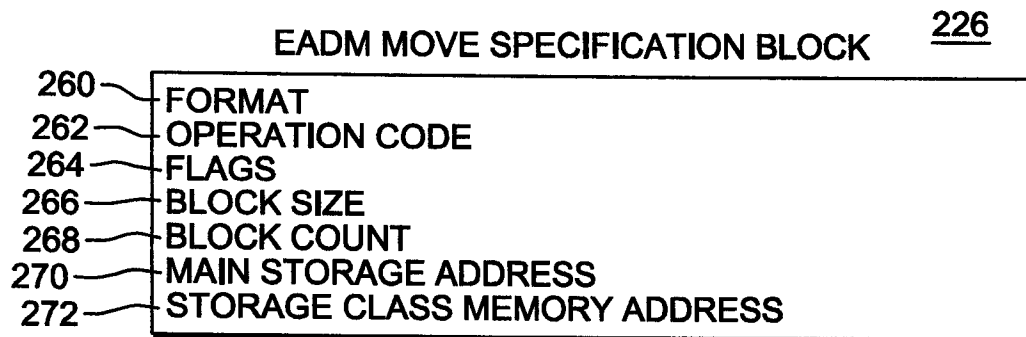 226
EADM MOVE SPECIFICATION BLOCK
260 FORMAT
262 OPERATION CODE
264 FLAGS
266 BLOCK SIZE
268 BLOCK COUNT
270 MAIN STORAGE ADDRESS
272 STORAGE CLASS MEMORY ADDRESS